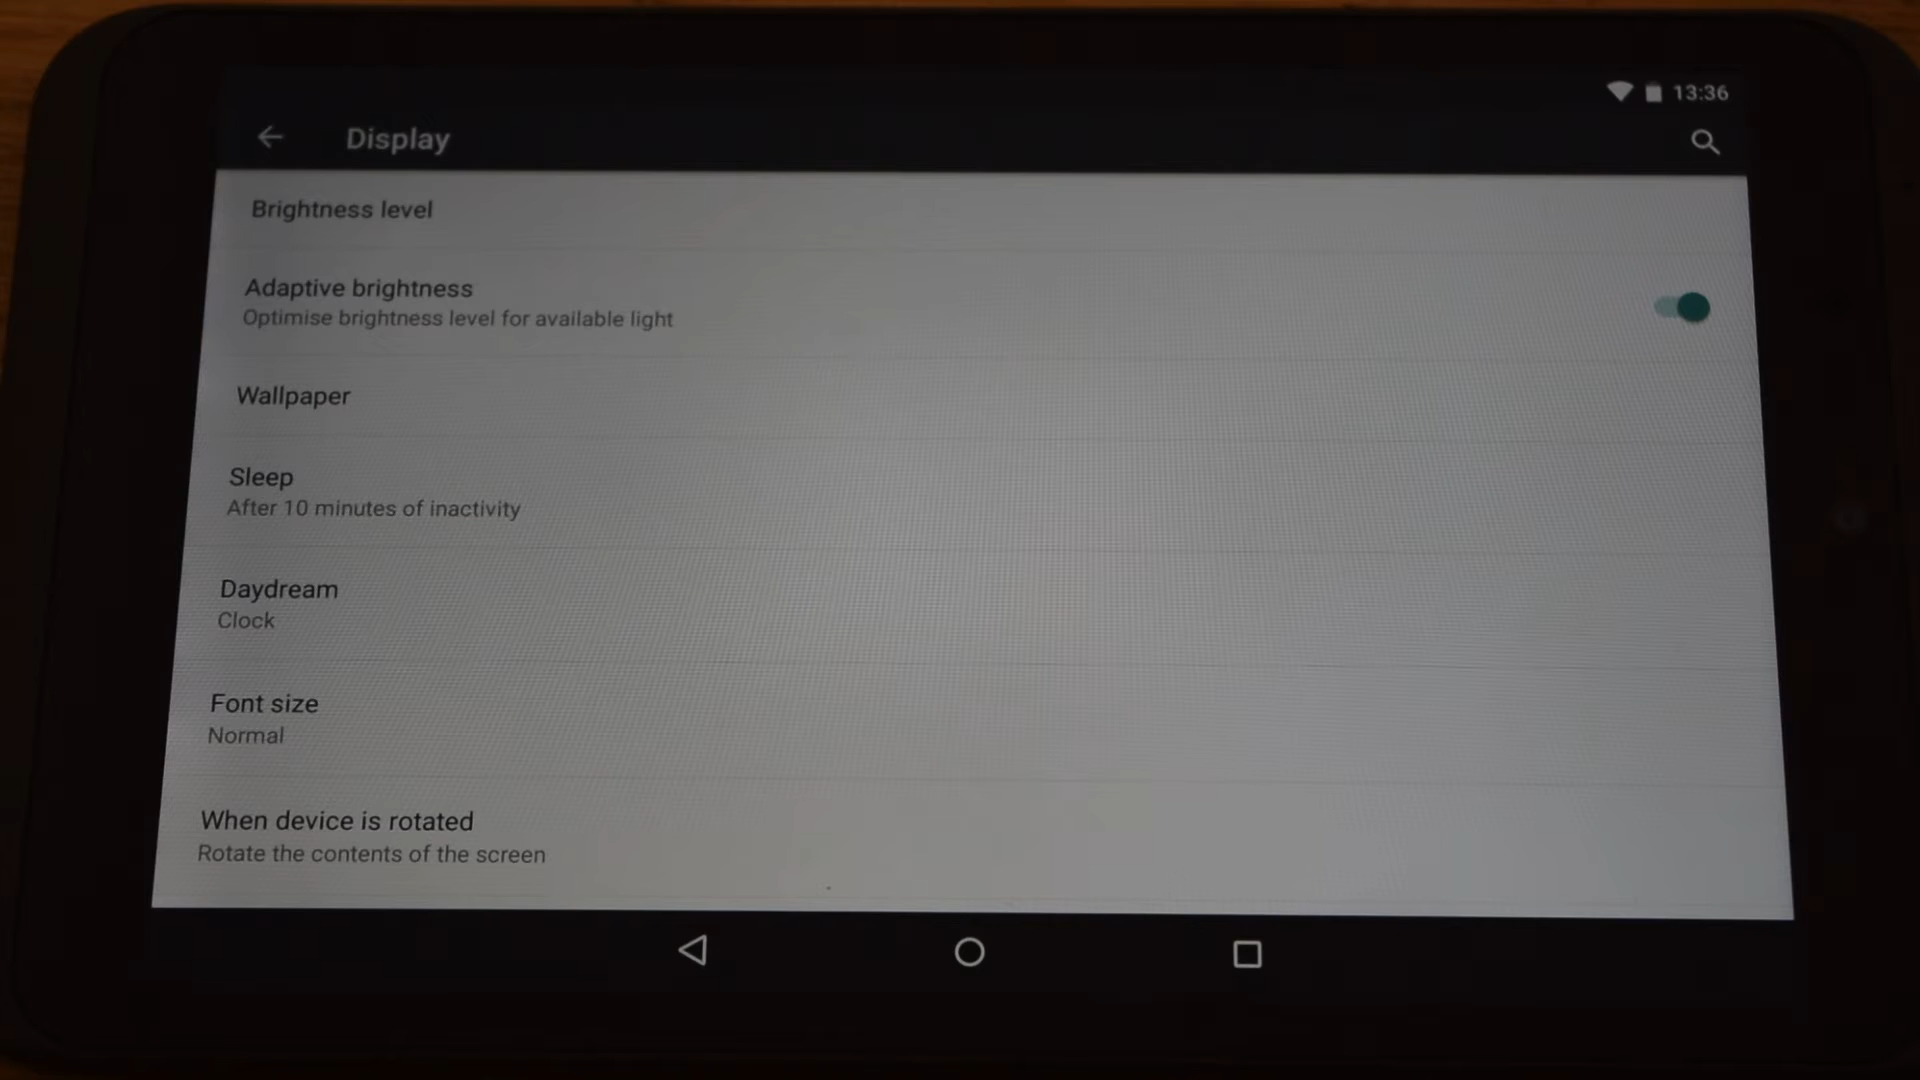 13:36
Display
Brightness level
Adaptive brightness
Optimise brightness level for available light
Wallpaper
Sleep
After 10 minutes of inactivity
Daydream
Clock
Font size
Normal
When device is rotated
Rotate the contents of the screen